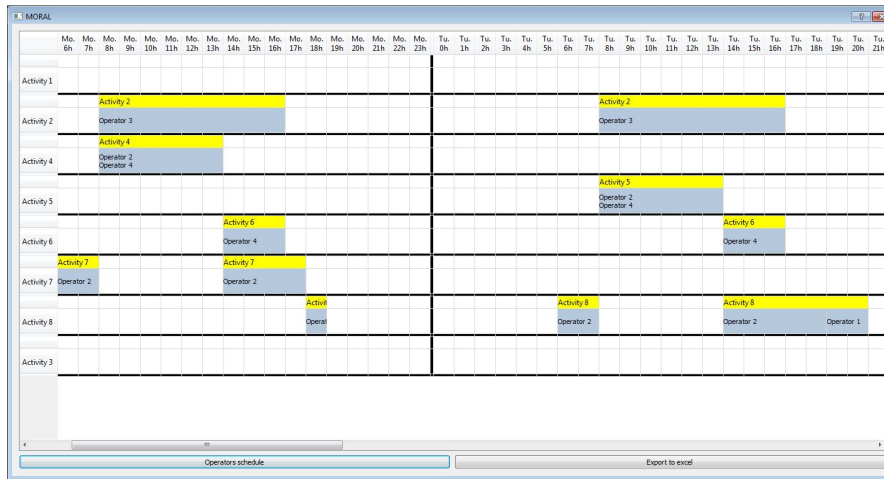 MORAL
Mo. Mo. Mo. Mo. Mo. Mo. Mo. Mo. Mo. Mo. Mo. Mo. Mo. Mo. Mo. Mo. Mo. Mo. Tu. Tu. Tu. Tu. Tu. Tu. Tu. Tu. Tu. Tu. Tu. Tu. Tu. Tu. Tu. Tu. Tu. Tu. Tu. Tu. Tu. Tu.
6h 7h 8h 9h 10h 11h 12h 13h 14h 15h 16h 17h 18h 19h 20h 21h 22h 23h 0h 1h 2h 3h 4h 5h 6h 7h 8h 9h 10h 11h 12h 13h 14h 15h 16h 17h 18h 19h 20h 21h
Activity 1
Activity 2 Activity 2
Activity 2 Operator 3 Operator 3
Activity 4
Operator 2
Activity 4
Operator 4
Activity 5
Operator 2
Activity 5
Operator 4
Activity 6 Activity 6
Activity 6 Operator 4 Operator 4
Activity 7 Activity 7
Activity 7 Operator 2 Operator 2
Activit Activity 8 Activity 8
Activity 8 Operat Operator 2 Operator 2 Operator 1
Activity 3
Operators schedule Export to excel